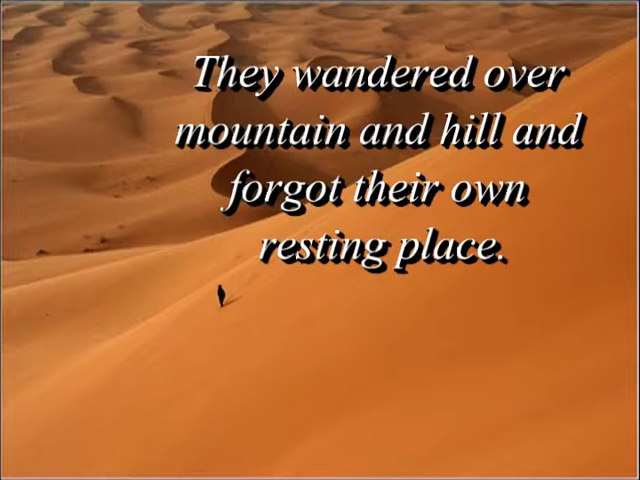 They wandered over
mountain and hill and
forgot their own
resting place.